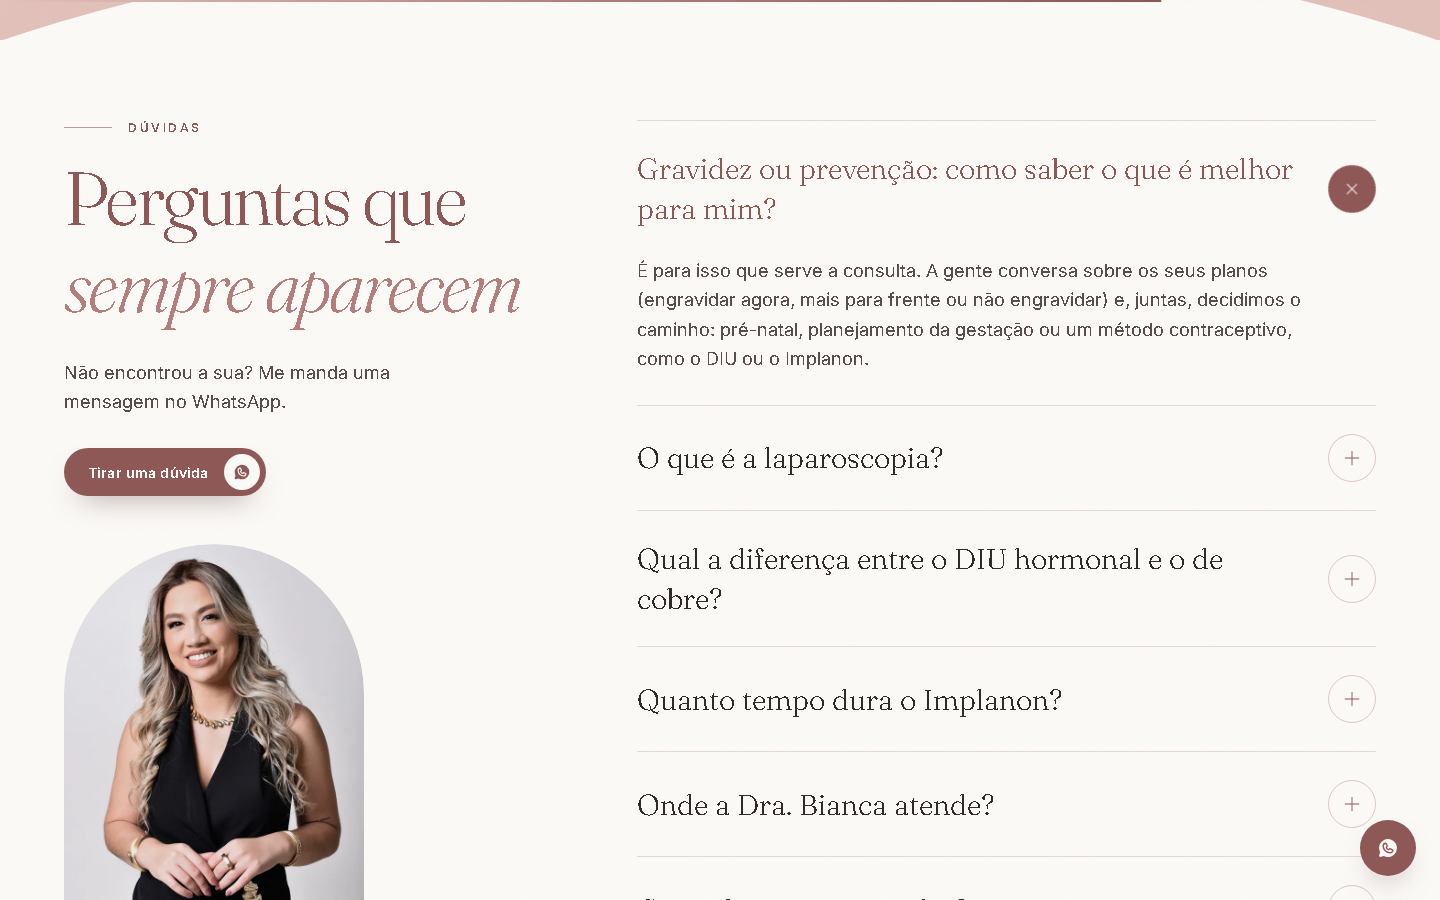 DÚVIDAS
Perguntas que
sempre aparecem
Não encontrou a sua? Me manda uma
mensagem no WhatsApp.
Tirar uma dúvida
Gravidez ou prevenção: como saber o que é melhor
para mim?
É para isso que serve a consulta. A gente conversa sobre os seus planos
(engravidar agora, mais para frente ou não engravidar) e, juntas, decidimos o
caminho: pré-natal, planejamento da gestação ou um método contraceptivo,
como o DIU ou o Implanon.
O que é a laparoscopia?
Qual a diferença entre o DIU hormonal e o de
cobre?
Quanto tempo dura o Implanon?
Onde a Dra. Bianca atende?